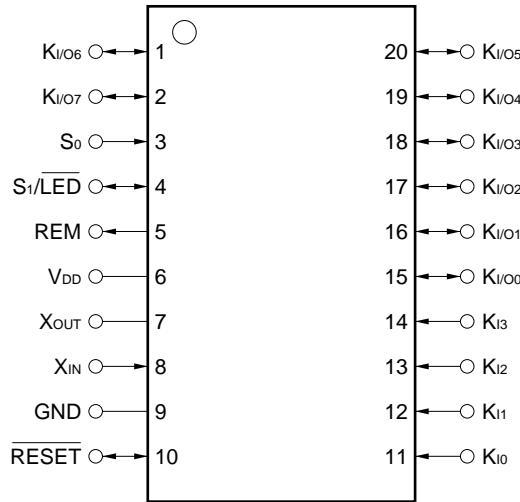 KI/O6 1 20 KI/O5
KI/O7 2 19 KI/O4
S0 3 18 KI/O3
S1/LED 4 17 KI/O2
REM 5 16 KI/O1
VDD 6 15 KI/O0
XOUT 7 14 KI3
XIN 8 13 KI2
GND 9 12 KI1
RESET 10 11 KI0